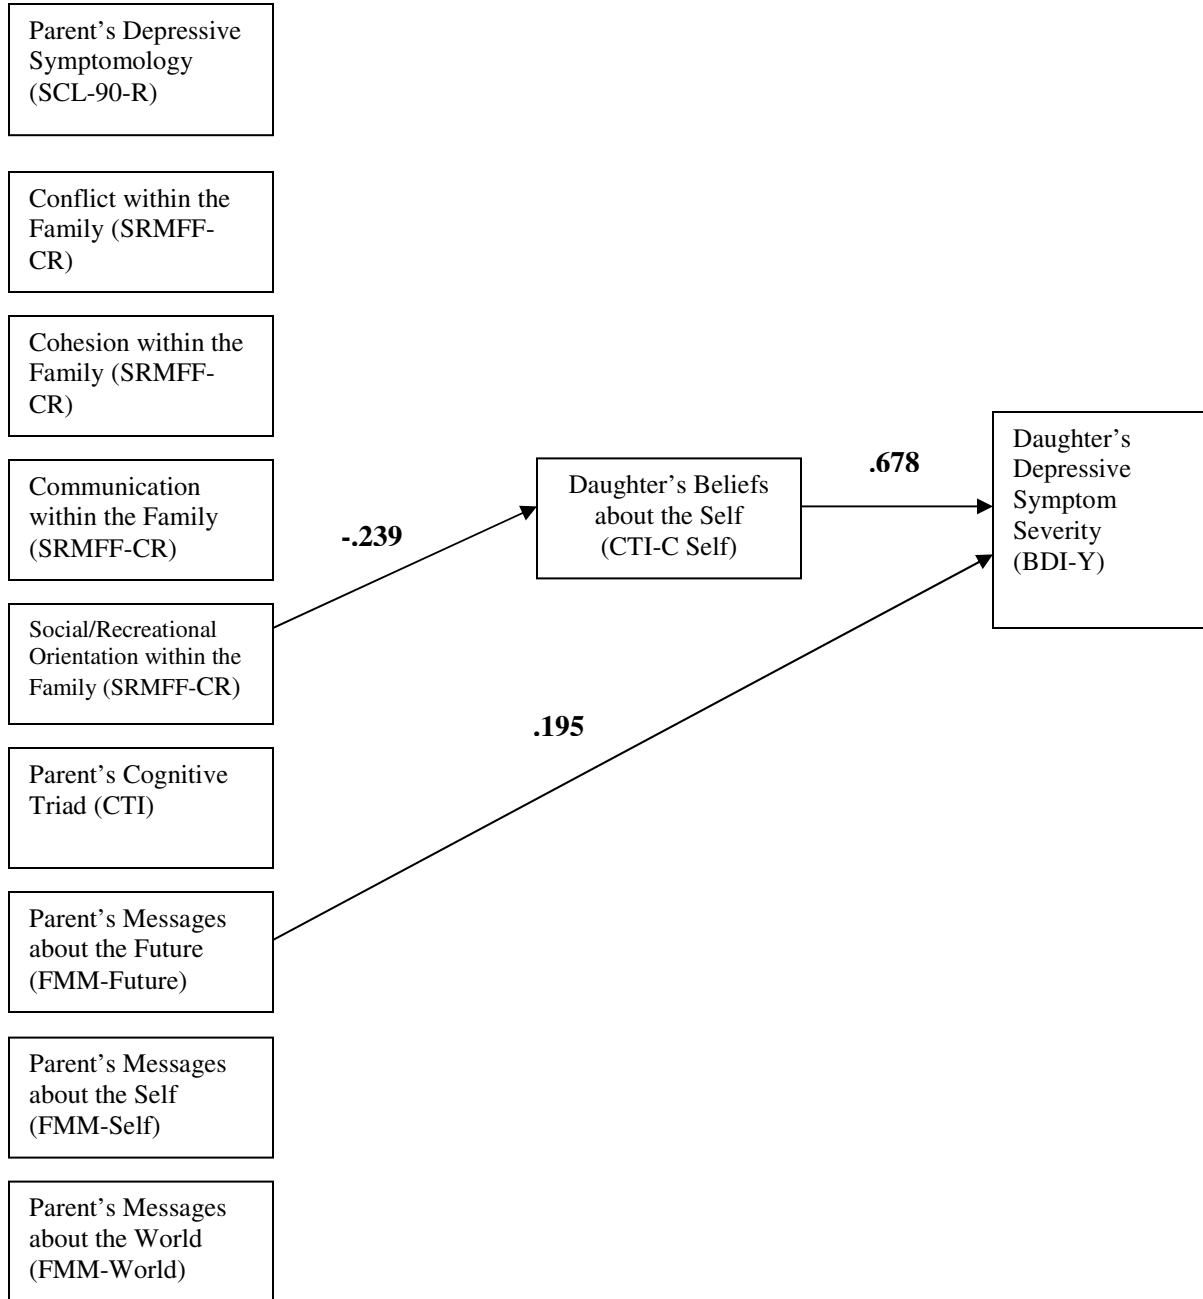 Parent’s Depressive
Symptomology
(SCL-90-R)
Conflict within the
Family (SRMFF-
CR)
Cohesion within the
Family (SRMFF-
CR)
Communication
within the Family
(SRMFF-CR)
Social/Recreational
Orientation within the
Family (SRMFF-CR)
Parent’s Cognitive
Triad (CTI)
Parent’s Messages
about the Future
(FMM-Future)
Parent’s Messages
about the Self
(FMM-Self)
Parent’s Messages
about the World
(FMM-World)
-.239
Daughter’s Beliefs
about the Self
(CTI-C Self)
.678
.195
Daughter’s
Depressive
Symptom
Severity
(BDI-Y)